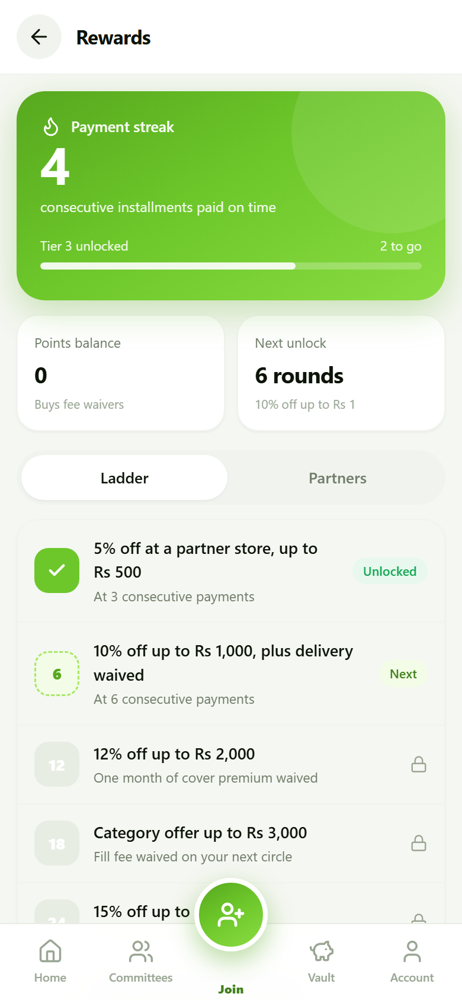 Rewards
Payment streak
4
consecutive installments paid on time
Tier 3 unlocked
2 to go
Points balance
0
Buys fee waivers
Next unlock
6 rounds
10% off up to Rs 1
Ladder
Partners
5% off at a partner store, up to
Rs 500
At 3 consecutive payments
Unlocked
6
10% off up to Rs 1,000, plus delivery
waived
At 6 consecutive payments
Next
12
12% off up to Rs 2,000
One month of cover premium waived
18
Category offer up to Rs 3,000
Fill fee waived on your next circle
24
15% off up to
Home
Committees
Join
Vault
Account